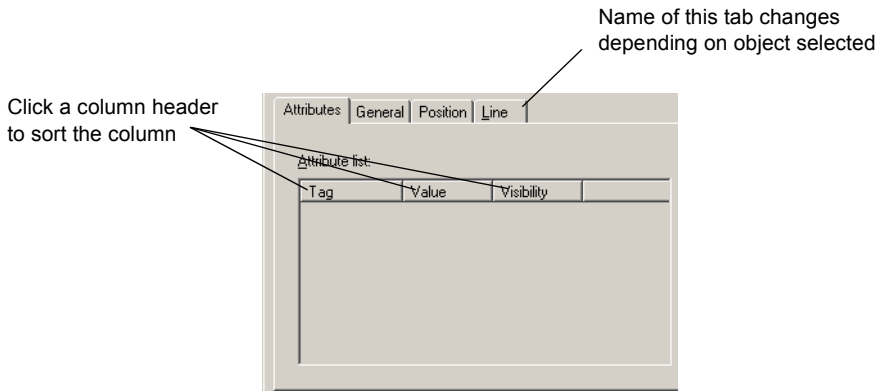 Name of this tab changes
depending on object selected
Click a column header
to sort the column
Attributes General Position Line
Attribute list:
Tag Value Visibility